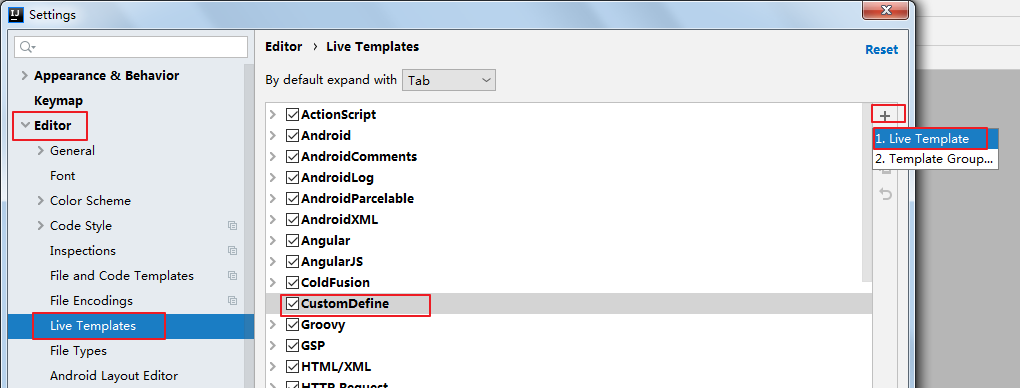 IJ Settings
Appearance & Behavior
Keymap
Editor
General
Font
Color Scheme
Code Style
Inspections
File and Code Templates
File Encodings
Live Templates
File Types
Android Layout Editor
Editor › Live Templates
Reset
By default expand with Tab
ActionScript
Android
AndroidComments
AndroidLog
AndroidParcelable
AndroidXML
Angular
AngularJS
ColdFusion
CustomDefine
Groovy
GSP
HTML/XML
HTTP Request
1. Live Template
2. Template Group...